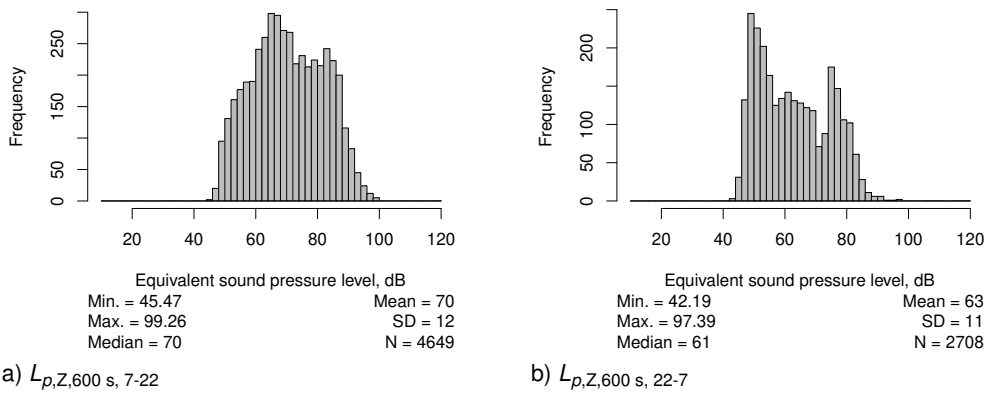 Frequency
0 50 150 250
20 40 60 80 100 120
Equivalent sound pressure level, dB
Min. = 45.47 Mean = 70
Max. = 99.26 SD = 12
Median = 70 N = 4649
a) Lp,Z,600 s, 7-22
Frequency
0 50 100 200
20 40 60 80 100 120
Equivalent sound pressure level, dB
Min. = 42.19 Mean = 63
Max. = 97.39 SD = 11
Median = 61 N = 2708
b) Lp,Z,600 s, 22-7